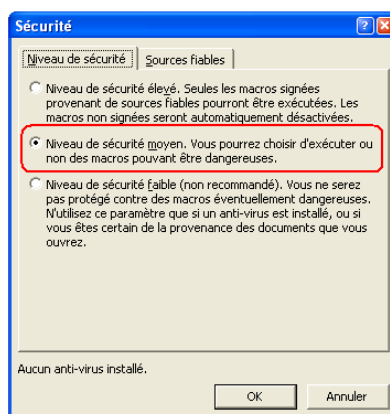 Sécurité
Niveau de sécurité
Sources fiables
Niveau de sécurité élevé. Seules les macros signées
provenant de sources fiables pourront être exécutées. Les
macros non signées seront automatiquement désactivées.
Niveau de sécurité moyen. Vous pourrez choisir d'exécuter ou
non des macros pouvant être dangereuses.
Niveau de sécurité faible (non recommandé). Vous ne serez
pas protégé contre des macros éventuellement dangereuses.
N'utilisez ce paramètre que si un anti-virus est installé, ou si
vous êtes certain de la provenance des documents que vous
ouvrez.
Aucun anti-virus installé.
OK
Annuler